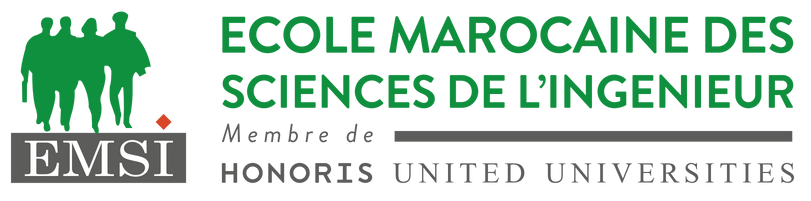 EMSI
ECOLE MAROCAINE DES
SCIENCES DE L'INGENIEUR
Membre de
HONORIS UNITED UNIVERSITIES